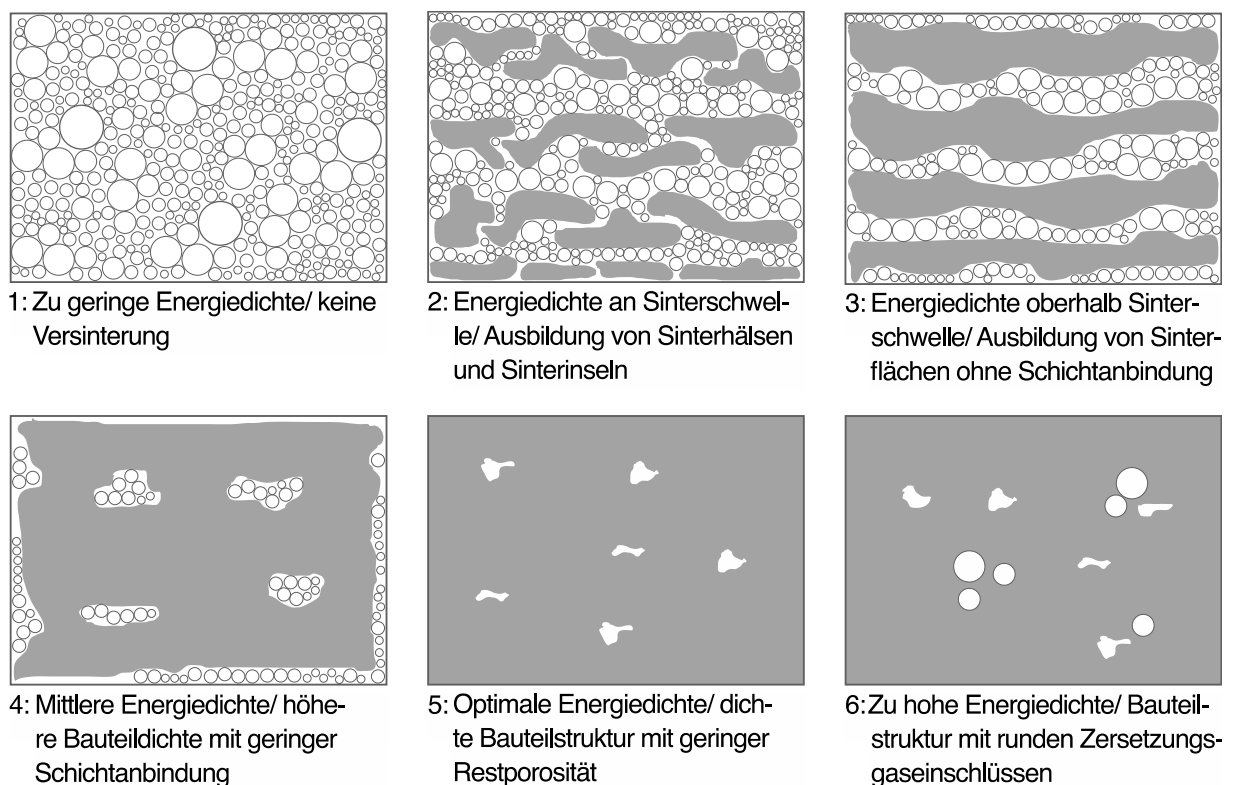 1: Zu geringe Energiedichte/ keine
Versinterung
2: Energiedichte an Sinterschwel-
le/ Ausbildung von Sinterhälsen
und Sinterinseln
3: Energiedichte oberhalb Sinter-
schwelle/ Ausbildung von Sinter-
flächen ohne Schichtanbindung
4: Mittlere Energiedichte/ höhe-
re Bauteildichte mit geringer
Schichtanbindung
5: Optimale Energiedichte/ dich-
te Bauteilstruktur mit geringer
Restporosität
6:Zu hohe Energiedichte/ Bauteil-
struktur mit runden Zersetzungs-
gaseinschlüssen